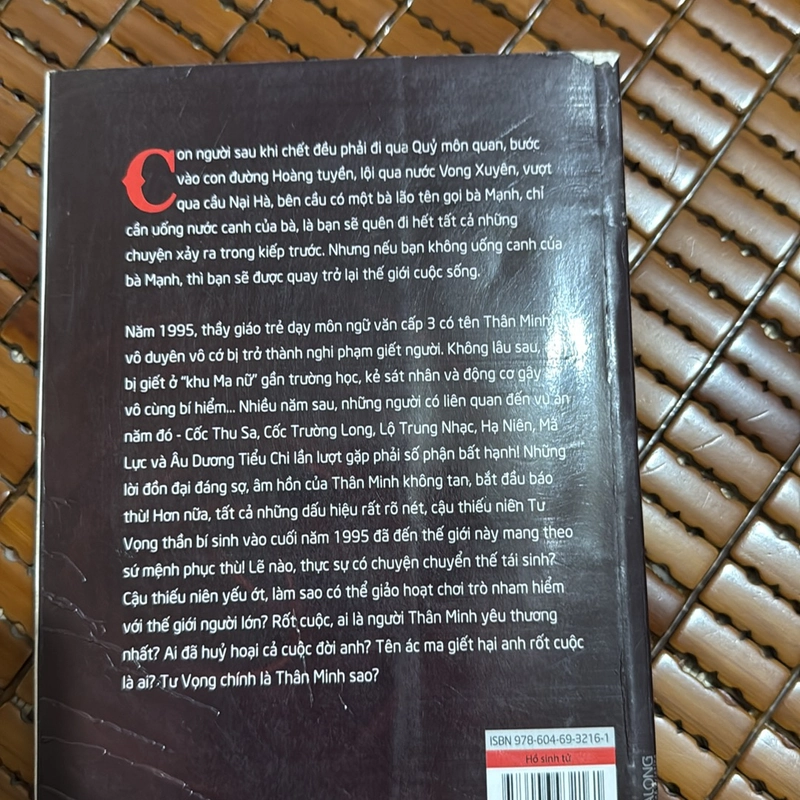 Con người sau khi chết đều phải đi qua Quỷ môn quan, bước
vào con đường Hoàng tuyền, lội qua nước Vong Xuyên, vượt
qua cầu Nại Hà, bên cầu có một bà lão tên gọi bà Mạnh, chỉ
cần uống nước canh của bà, là bạn sẽ quên đi hết tất cả những
chuyện xảy ra trong kiếp trước. Nhưng nếu bạn không uống canh của
bà Mạnh, thì bạn sẽ được quay trở lại thế giới cuộc sống.
Năm 1995, thầy giáo trẻ dạy môn ngữ văn cấp 3 có tên Thân Minh
vô duyên vô cớ bị trở thành nghi phạm giết người. Không lâu sau,
bị giết ở "khu Ma nữ" gần trường học, kẻ sát nhân và động cơ gây
vô cùng bí hiểm... Nhiều năm sau, những người có liên quan đến vụ án
năm đó - Cốc Thu Sa, Cốc Trường Long, Lộ Trung Nhạc, Hạ Niên, Mã
Lực và Âu Dương Tiểu Chi lần lượt gặp phải số phận bất hạnh! Những
lời đồn đại đáng sợ, âm hồn của Thân Minh không tan, bắt đầu báo
thù! Hơn nữa, tất cả những dấu hiệu rất rõ nét, cậu thiếu niên Tư
Vọng thần bí sinh vào cuối năm 1995 đã đến thế giới này mang theo
sứ mệnh phục thù! Lẽ nào, thực sự có chuyện chuyển thế tái sinh?
Cậu thiếu niên yếu ớt, làm sao có thể giảo hoạt chơi trò nham hiểm
với thế giới người lớn? Rốt cuộc, ai là người Thân Minh yêu thương
nhất? Ai đã huỷ hoại cả cuộc đời anh? Tên ác ma giết hại anh rốt cuộc
là ai? Tư Vọng chính là Thân Minh sao?
ISBN 978-604-69-3216-1
Hồ sinh tử